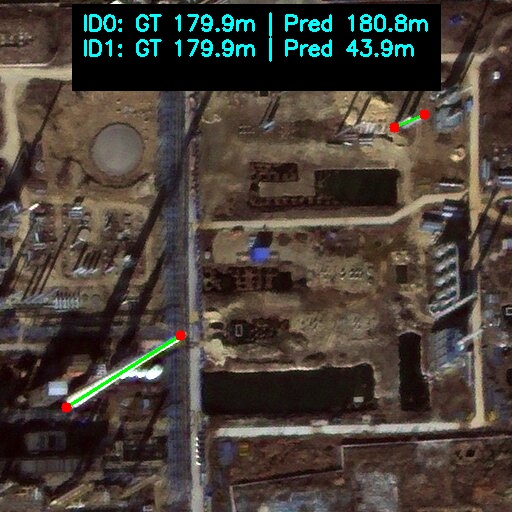 ID0: GT 179.9m | Pred 180.8m
ID1: GT 179.9m | Pred 43.9m